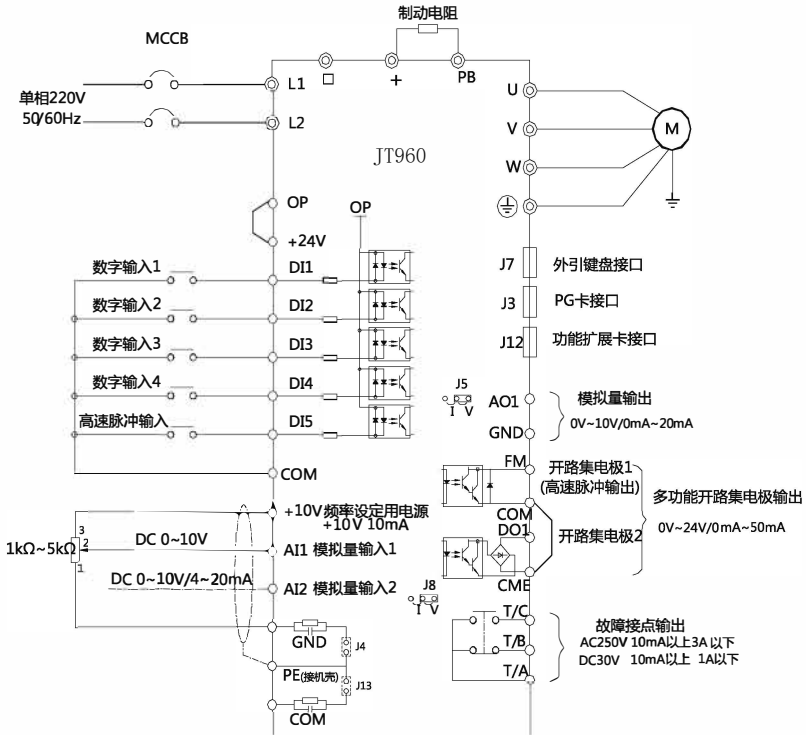 制动电阻
MCCB
L1
+
PB
单相220V
50/60Hz
L2
JT960
U
V
W
M
OP
OP
+24V
数字输入1
DI1
数字输入2
DI2
数字输入3
DI3
数字输入4
DI4
高速脉冲输入
DI5
COM
J7
外引键盘接口
J3
PG卡接口
J12
功能扩展卡接口
J5
I V
AO1
模拟量输出
0V~10V/0mA~20mA
GND
FM
开路集电极1
(高速脉冲输出)
COM
DO1
开路集电极2
CME
多功能开路集电极输出
0V~24V/0mA~50mA
+10V 频率设定用电源
+10V 10mA
1kΩ~5kΩ
3
2
1
DC 0~10V
AI1 模拟量输入1
DC 0~10V/4~20mA
AI2 模拟量输入2
J8
I V
GND
J4
PE(接机壳)
J13
COM
T/C
T/B
T/A
故障接点输出
AC250V 10mA以上3A以下
DC30V 10mA以上 1A以下